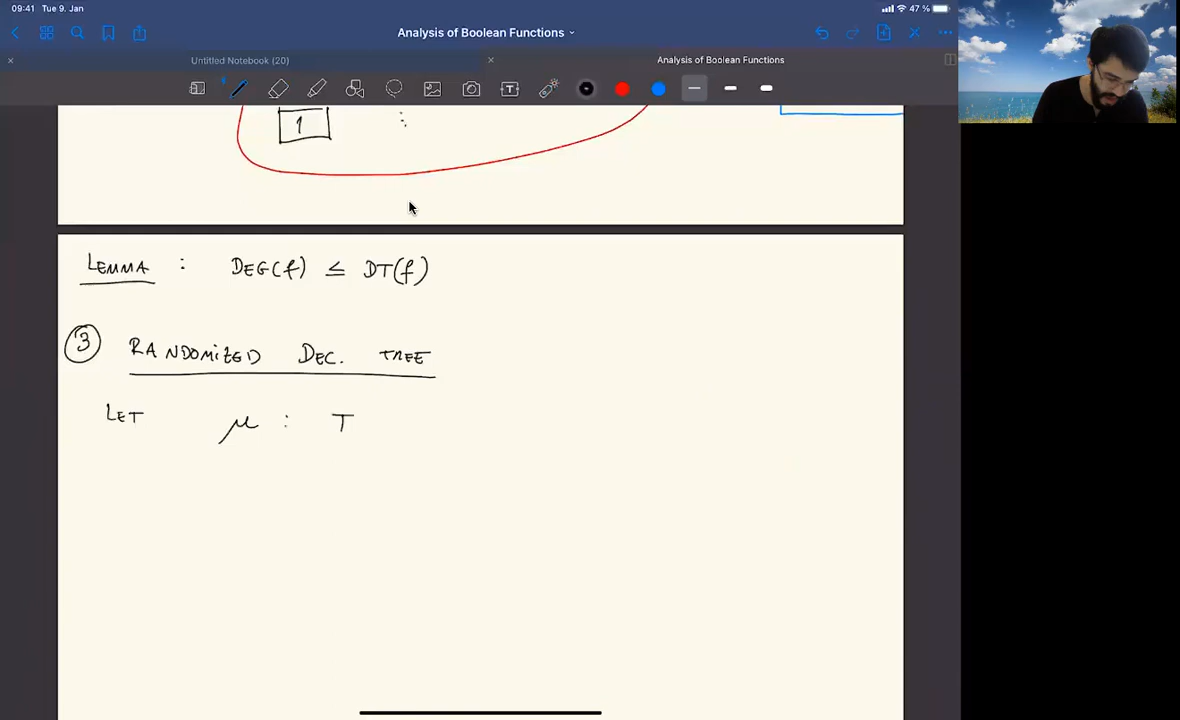 09:41 Tue 9. Jan
47 %
Analysis of Boolean Functions
Untitled Notebook (20)
Analysis of Boolean Functions
1
LEMMA : DEG(f) ≤ DT(f)
3 RANDOMIZED DEC. TREE
LET μ : T